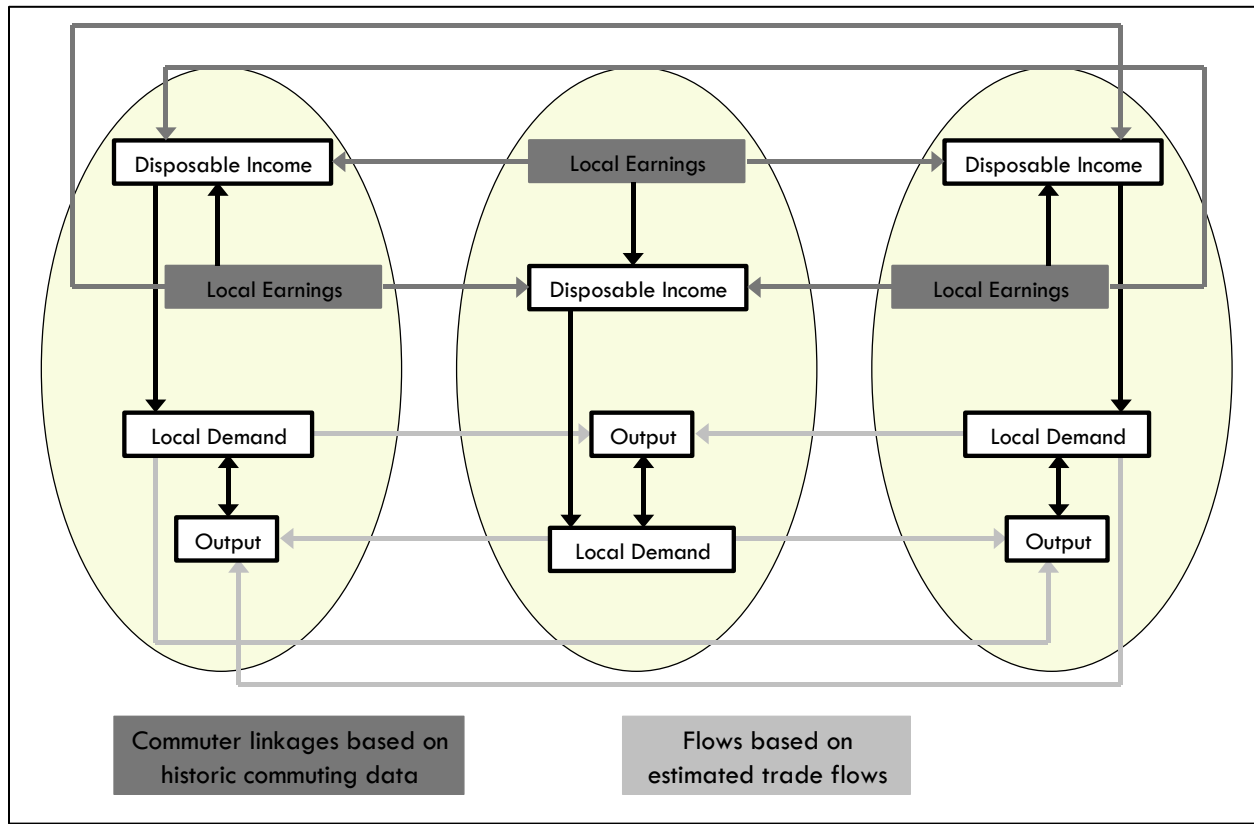 Disposable Income
Local Earnings
Disposable Income
Local Earnings
Disposable Income
Local Earnings
Local Demand
Output
Local Demand
Output
Local Demand
Output
Commuter linkages based on
historic commuting data
Flows based on
estimated trade flows